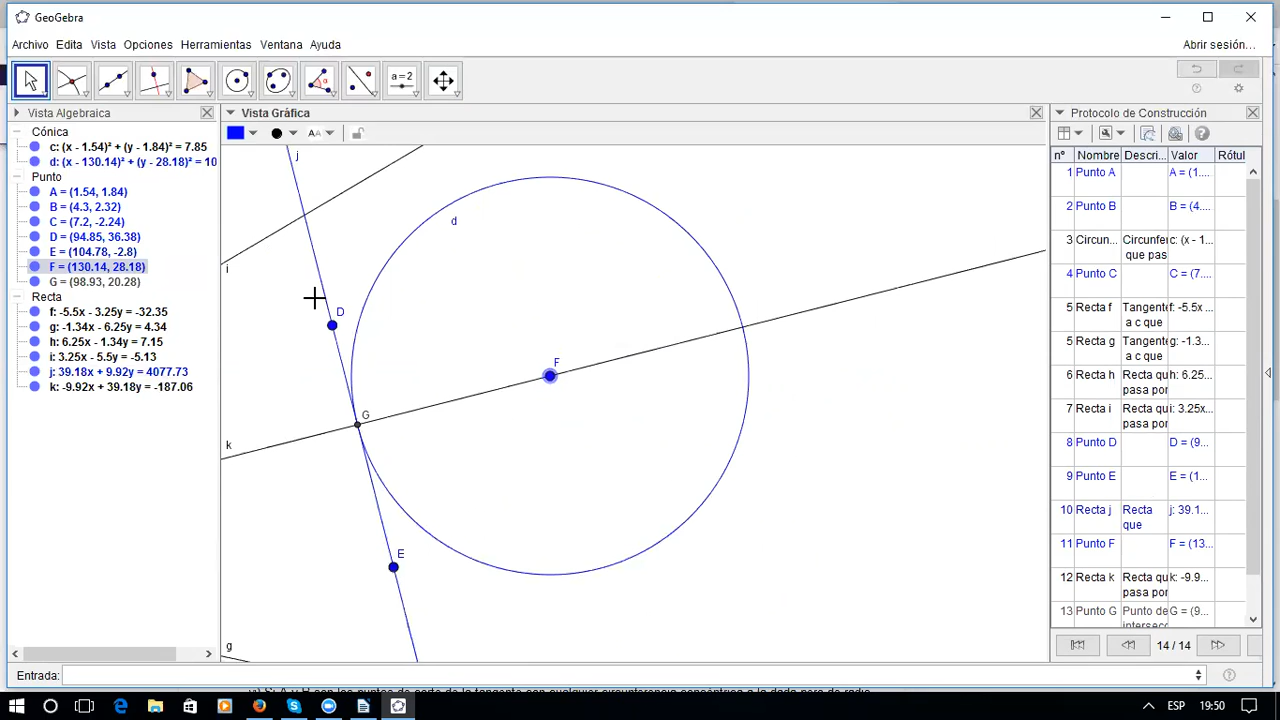 GeoGebra
Archivo Edita Vista Opciones Herramientas Ventana Ayuda
Abrir sesión...
α
a=2
Vista Algebraica
Vista Gráfica
Protocolo de Construcción
AA
Cónica
c: (x - 1.54)² + (y - 1.84)² = 7.85
d: (x - 130.14)² + (y - 28.18)² = 10
Punto
A = (1.54, 1.84)
B = (4.3, 2.32)
C = (7.2, -2.24)
D = (94.85, 36.38)
E = (104.78, -2.8)
F = (130.14, 28.18)
G = (98.93, 20.28)
Recta
f: -5.5x - 3.25y = -32.35
g: -1.34x - 6.25y = 4.34
h: 6.25x - 1.34y = 7.15
i: 3.25x - 5.5y = -5.13
j: 39.18x + 9.92y = 4077.73
k: -9.92x + 39.18y = -187.06
j
d
i
D
F
G
k
E
g
nº Nombre Descri... Valor Rótul
1 Punto A A = (1....
2 Punto B B = (4...
3 Circun... Circunfer c: (x - 1...
que pas
4 Punto C C = (7....
5 Recta f Tangente f: -5.5x ...
a c que
5 Recta g Tangente g: -1.3...
a c que
6 Recta h Recta qu h: 6.25...
pasa por
7 Recta i Recta qu i: 3.25x...
pasa por
8 Punto D D = (9...
9 Punto E E = (1...
10 Recta j Recta j: 39.1...
que
11 Punto F F = (13...
12 Recta k Recta qu k: -9.9...
pasa por
13 Punto G Punto de G = (9...
intersecc
14 / 14
Entrada:
ESP 19:50